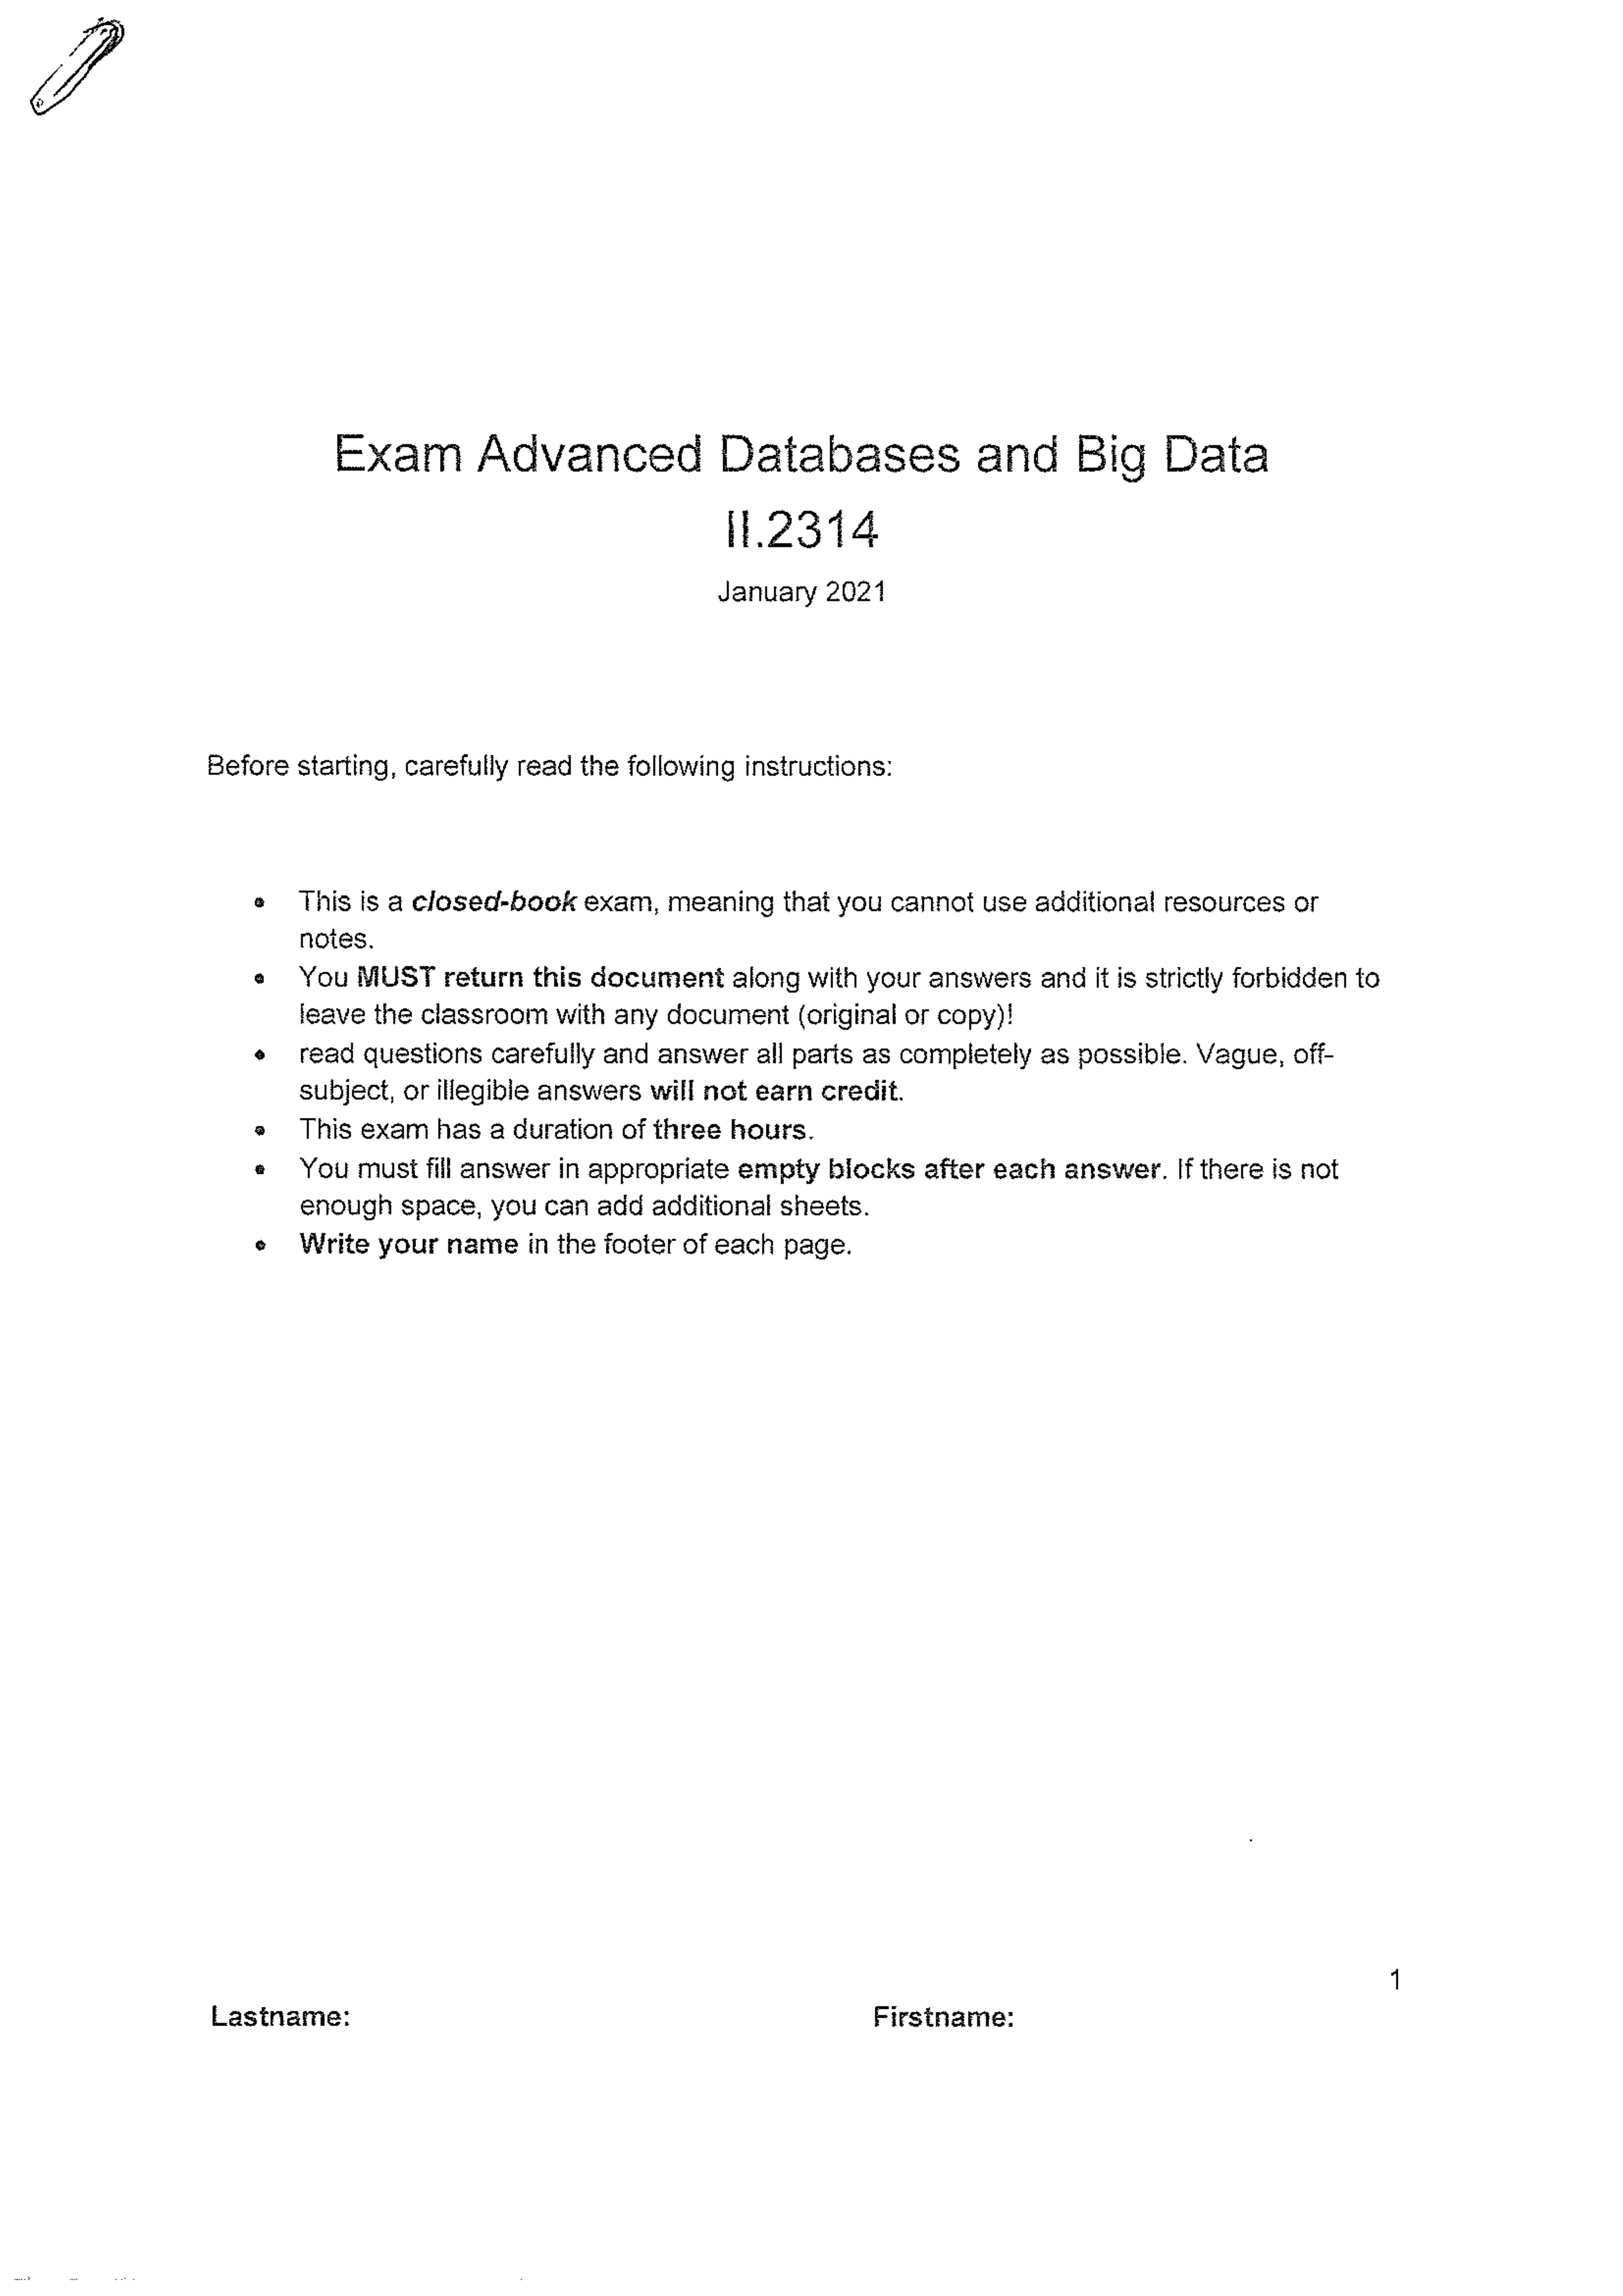 Exam Advanced Databases and Big Data
II.2314
January 2021
Before starting, carefully read the following instructions:
• This is a closed-book exam, meaning that you cannot use additional resources or
notes.
• You MUST return this document along with your answers and it is strictly forbidden to
leave the classroom with any document (original or copy)!
• read questions carefully and answer all parts as completely as possible. Vague, off-
subject, or illegible answers will not earn credit.
• This exam has a duration of three hours.
• You must fill answer in appropriate empty blocks after each answer. If there is not
enough space, you can add additional sheets.
• Write your name in the footer of each page.
1
Lastname: Firstname: